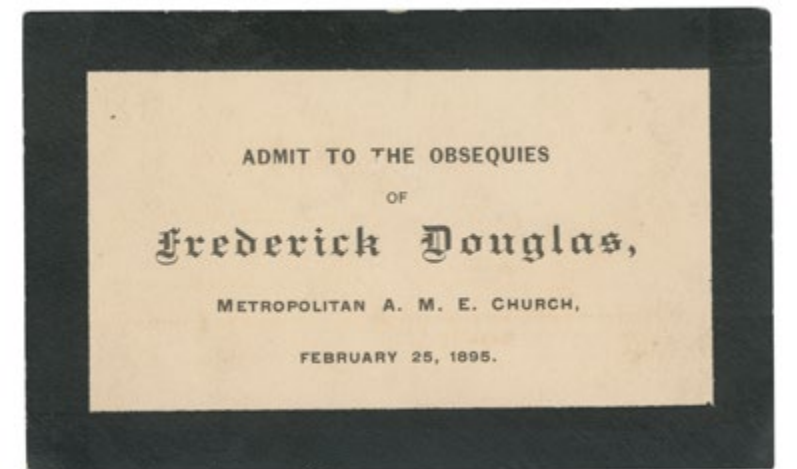 ADMIT TO THE OBSEQUIES
OF
Frederick Douglas,
METROPOLITAN A. M. E. CHURCH,
FEBRUARY 25, 1895.